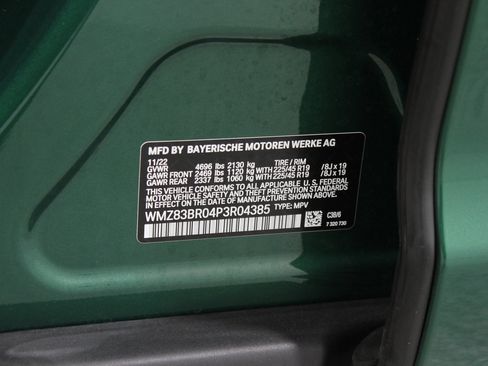 MFD BY BAYERISCHE MOTOREN WERKE AG
11/22 TIRE / RIM
GVWR 4696 lbs 2130 kg
GAWR FRONT 2469 lbs 1120 kg WITH 225/45 R19 /8J x 19
GAWR REAR 2337 lbs 1060 kg WITH 225/45 R19 /8J x 19
THIS VEHICLE CONFORMS TO ALL APPLICABLE U. S. FEDERAL
MOTOR VEHICLE SAFETY AND THEFT PREVENTION STANDARDS
IN EFFECT ON THE DATE OF MANUFACTURE SHOWN ABOVE.
WMZ83BR04P3R04385 TYPE: MPV
C3B/6
7 320 730